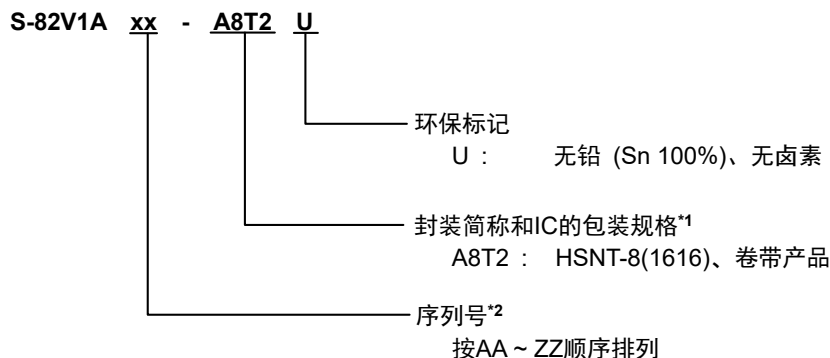 S-82V1A xx - A8T2 U
环保标记
U : 无铅 (Sn 100%)、无卤素
封装简称和IC的包装规格*1
A8T2 : HSNT-8(1616)、卷带产品
序列号*2
按AA ~ ZZ顺序排列